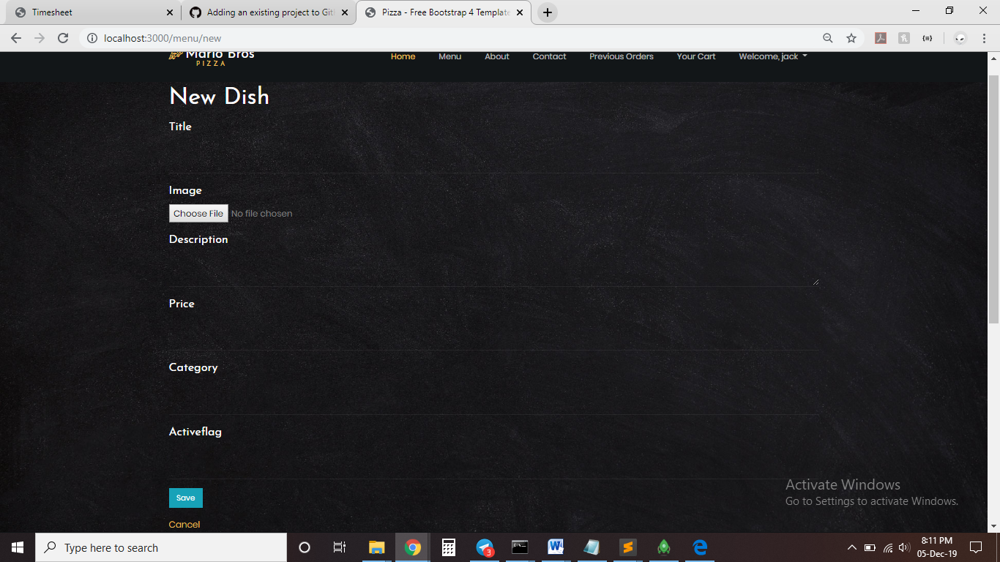 Timesheet
Adding an existing project to Git
Pizza - Free Bootstrap 4 Template
localhost:3000/menu/new
Mario Bros
PIZZA
Home Menu About Contact Previous Orders Your Cart Welcome, jack
New Dish
Title
Image
Choose File No file chosen
Description
Price
Category
Activeflag
Save
Cancel
Activate Windows
Go to Settings to activate Windows.
Type here to search
3
8:11 PM
05-Dec-19